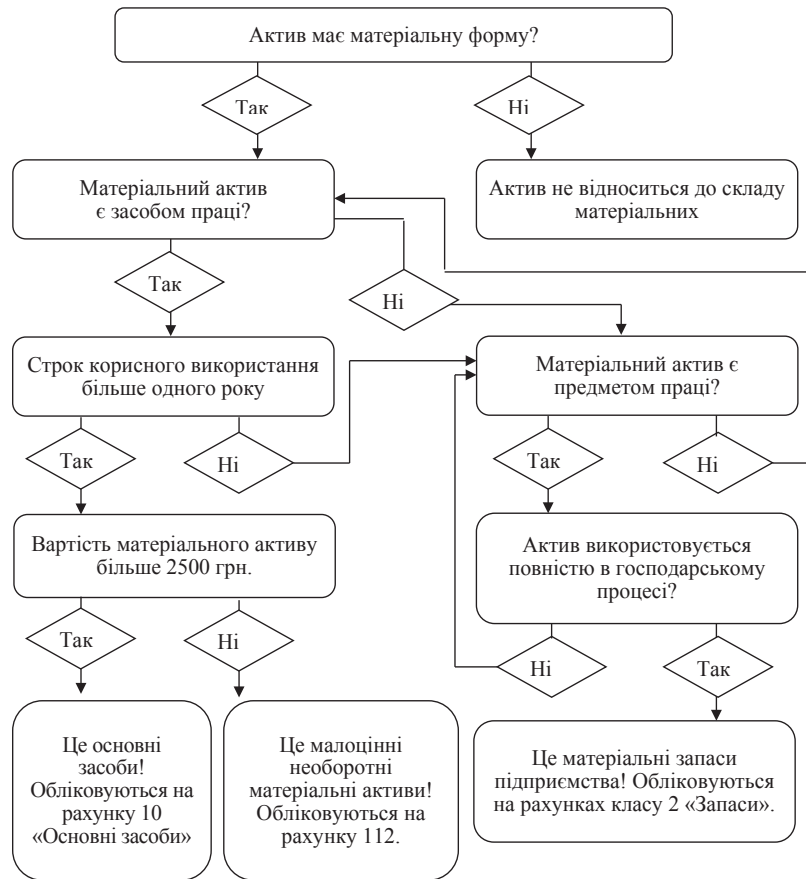 Актив має матеріальну форму?
Так
Ні
Матеріальний актив
є засобом праці?
Актив не відноситься до складу
матеріальних
Так
Ні
Строк корисного використання
більше одного року
Матеріальний актив є
предметом праці?
Так
Ні
Так
Ні
Вартість матеріального активу
більше 2500 грн.
Актив використовується
повністю в господарському
процесі?
Так
Ні
Ні
Так
Це основні
засоби!
Обліковуються на
рахунку 10
«Основні засоби»
Це малоцінні
необоротні
матеріальні активи!
Обліковуються на
рахунку 112.
Це матеріальні запаси
підприємства! Обліковуються
на рахунках класу 2 «Запаси».